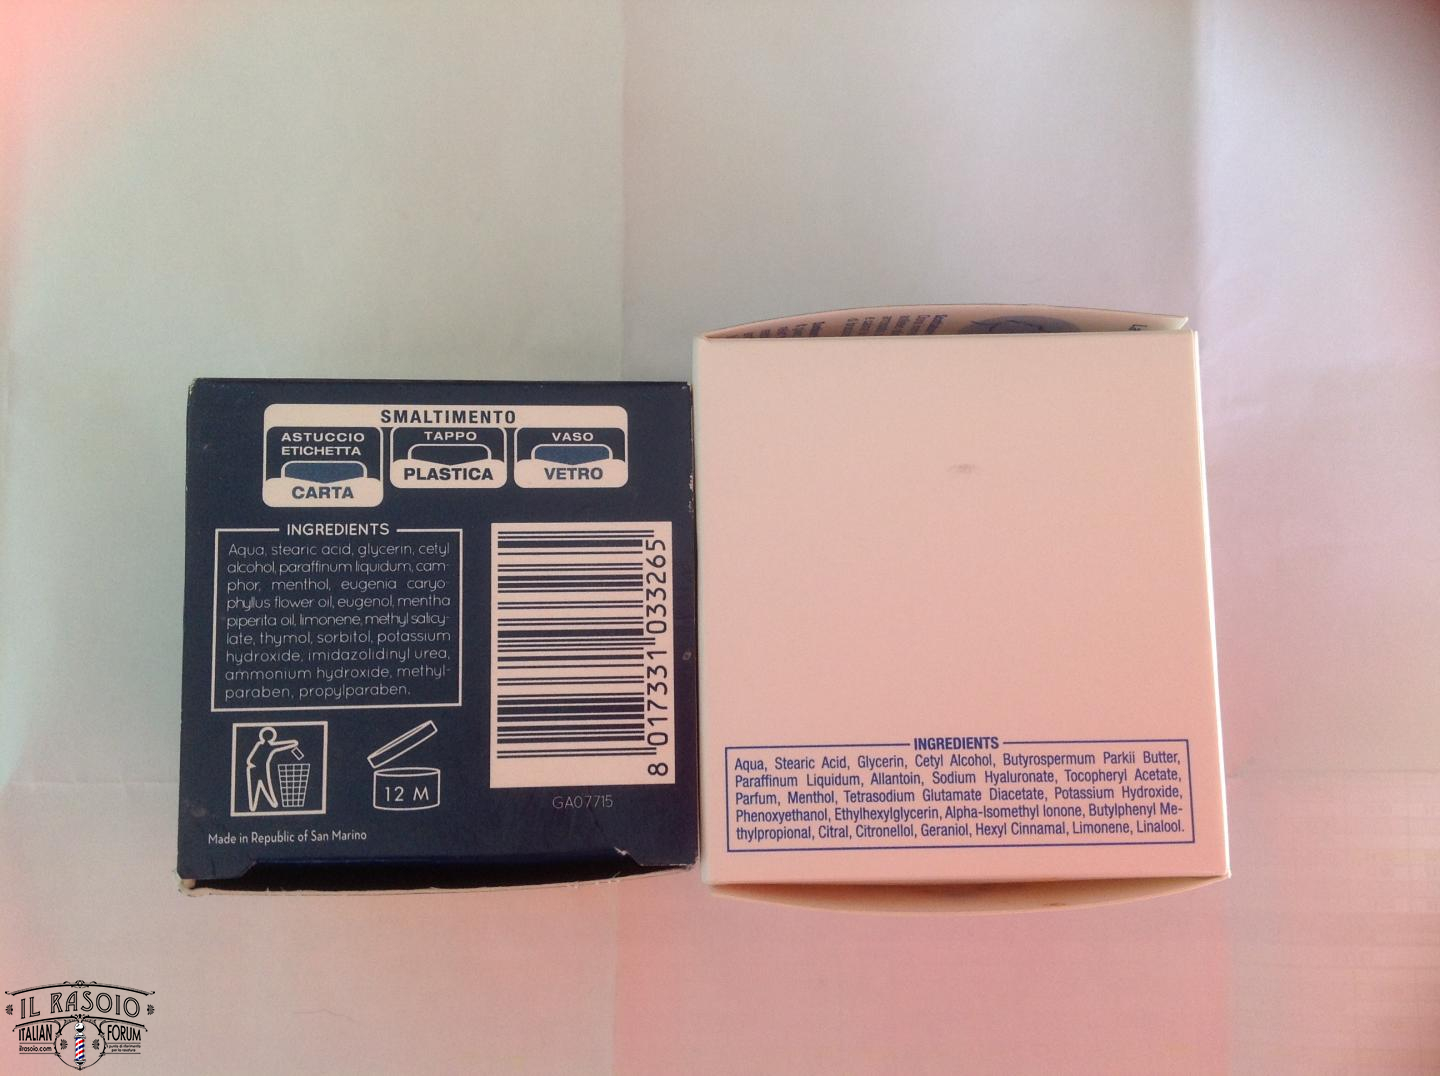 SMALTIMENTO
ASTUCCIO
ETICHETTA
CARTA
TAPPO
PLASTICA
VASO
VETRO
INGREDIENTS
Aqua, stearic acid, glycerin, cetyl
alcohol, paraffinum liquidum, cam-
phor, menthol, eugenia caryo-
phyllus flower oil, eugenol, mentha
piperita oil, limonene, methyl salicy-
late, thymol, sorbitol, potassium
hydroxide, imidazolidinyl urea,
ammonium hydroxide, methyl-
paraben, propylparaben.
12 M
Made in Republic of San Marino
8 017331 033265
GA07715
INGREDIENTS
Aqua, Stearic Acid, Glycerin, Cetyl Alcohol, Butyrospermum Parkii Butter,
Paraffinum Liquidum, Allantoin, Sodium Hyaluronate, Tocopheryl Acetate,
Parfum, Menthol, Tetrasodium Glutamate Diacetate, Potassium Hydroxide,
Phenoxyethanol, Ethylhexylglycerin, Alpha-Isomethyl Ionone, Butylphenyl Me-
thylpropional, Citral, Citronellol, Geraniol, Hexyl Cinnamal, Limonene, Linalool.
IL RASOIO
ITALIAN FORUM
ilrasoio.com